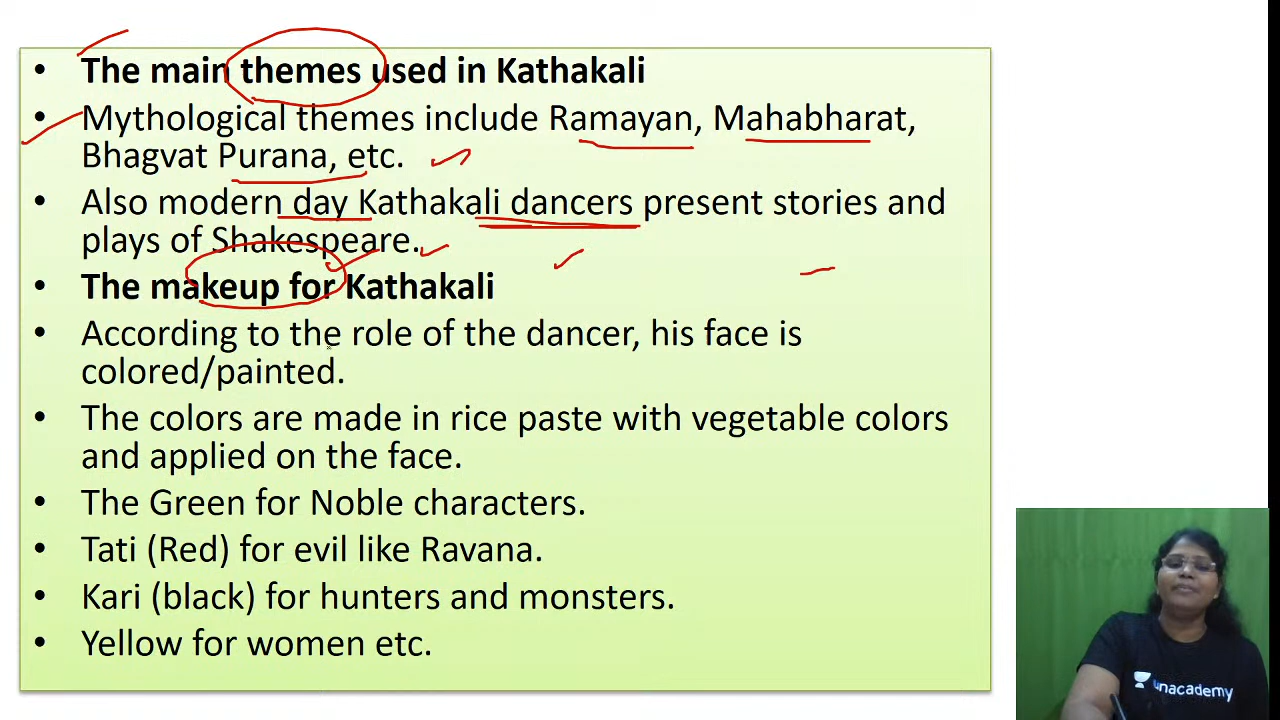 • The main themes used in Kathakali
• Mythological themes include Ramayan, Mahabharat,
Bhagvat Purana, etc.
• Also modern day Kathakali dancers present stories and
plays of Shakespeare.
• The makeup for Kathakali
• According to the role of the dancer, his face is
colored/painted.
• The colors are made in rice paste with vegetable colors
and applied on the face.
• The Green for Noble characters.
• Tati (Red) for evil like Ravana.
• Kari (black) for hunters and monsters.
• Yellow for women etc.
unacademy